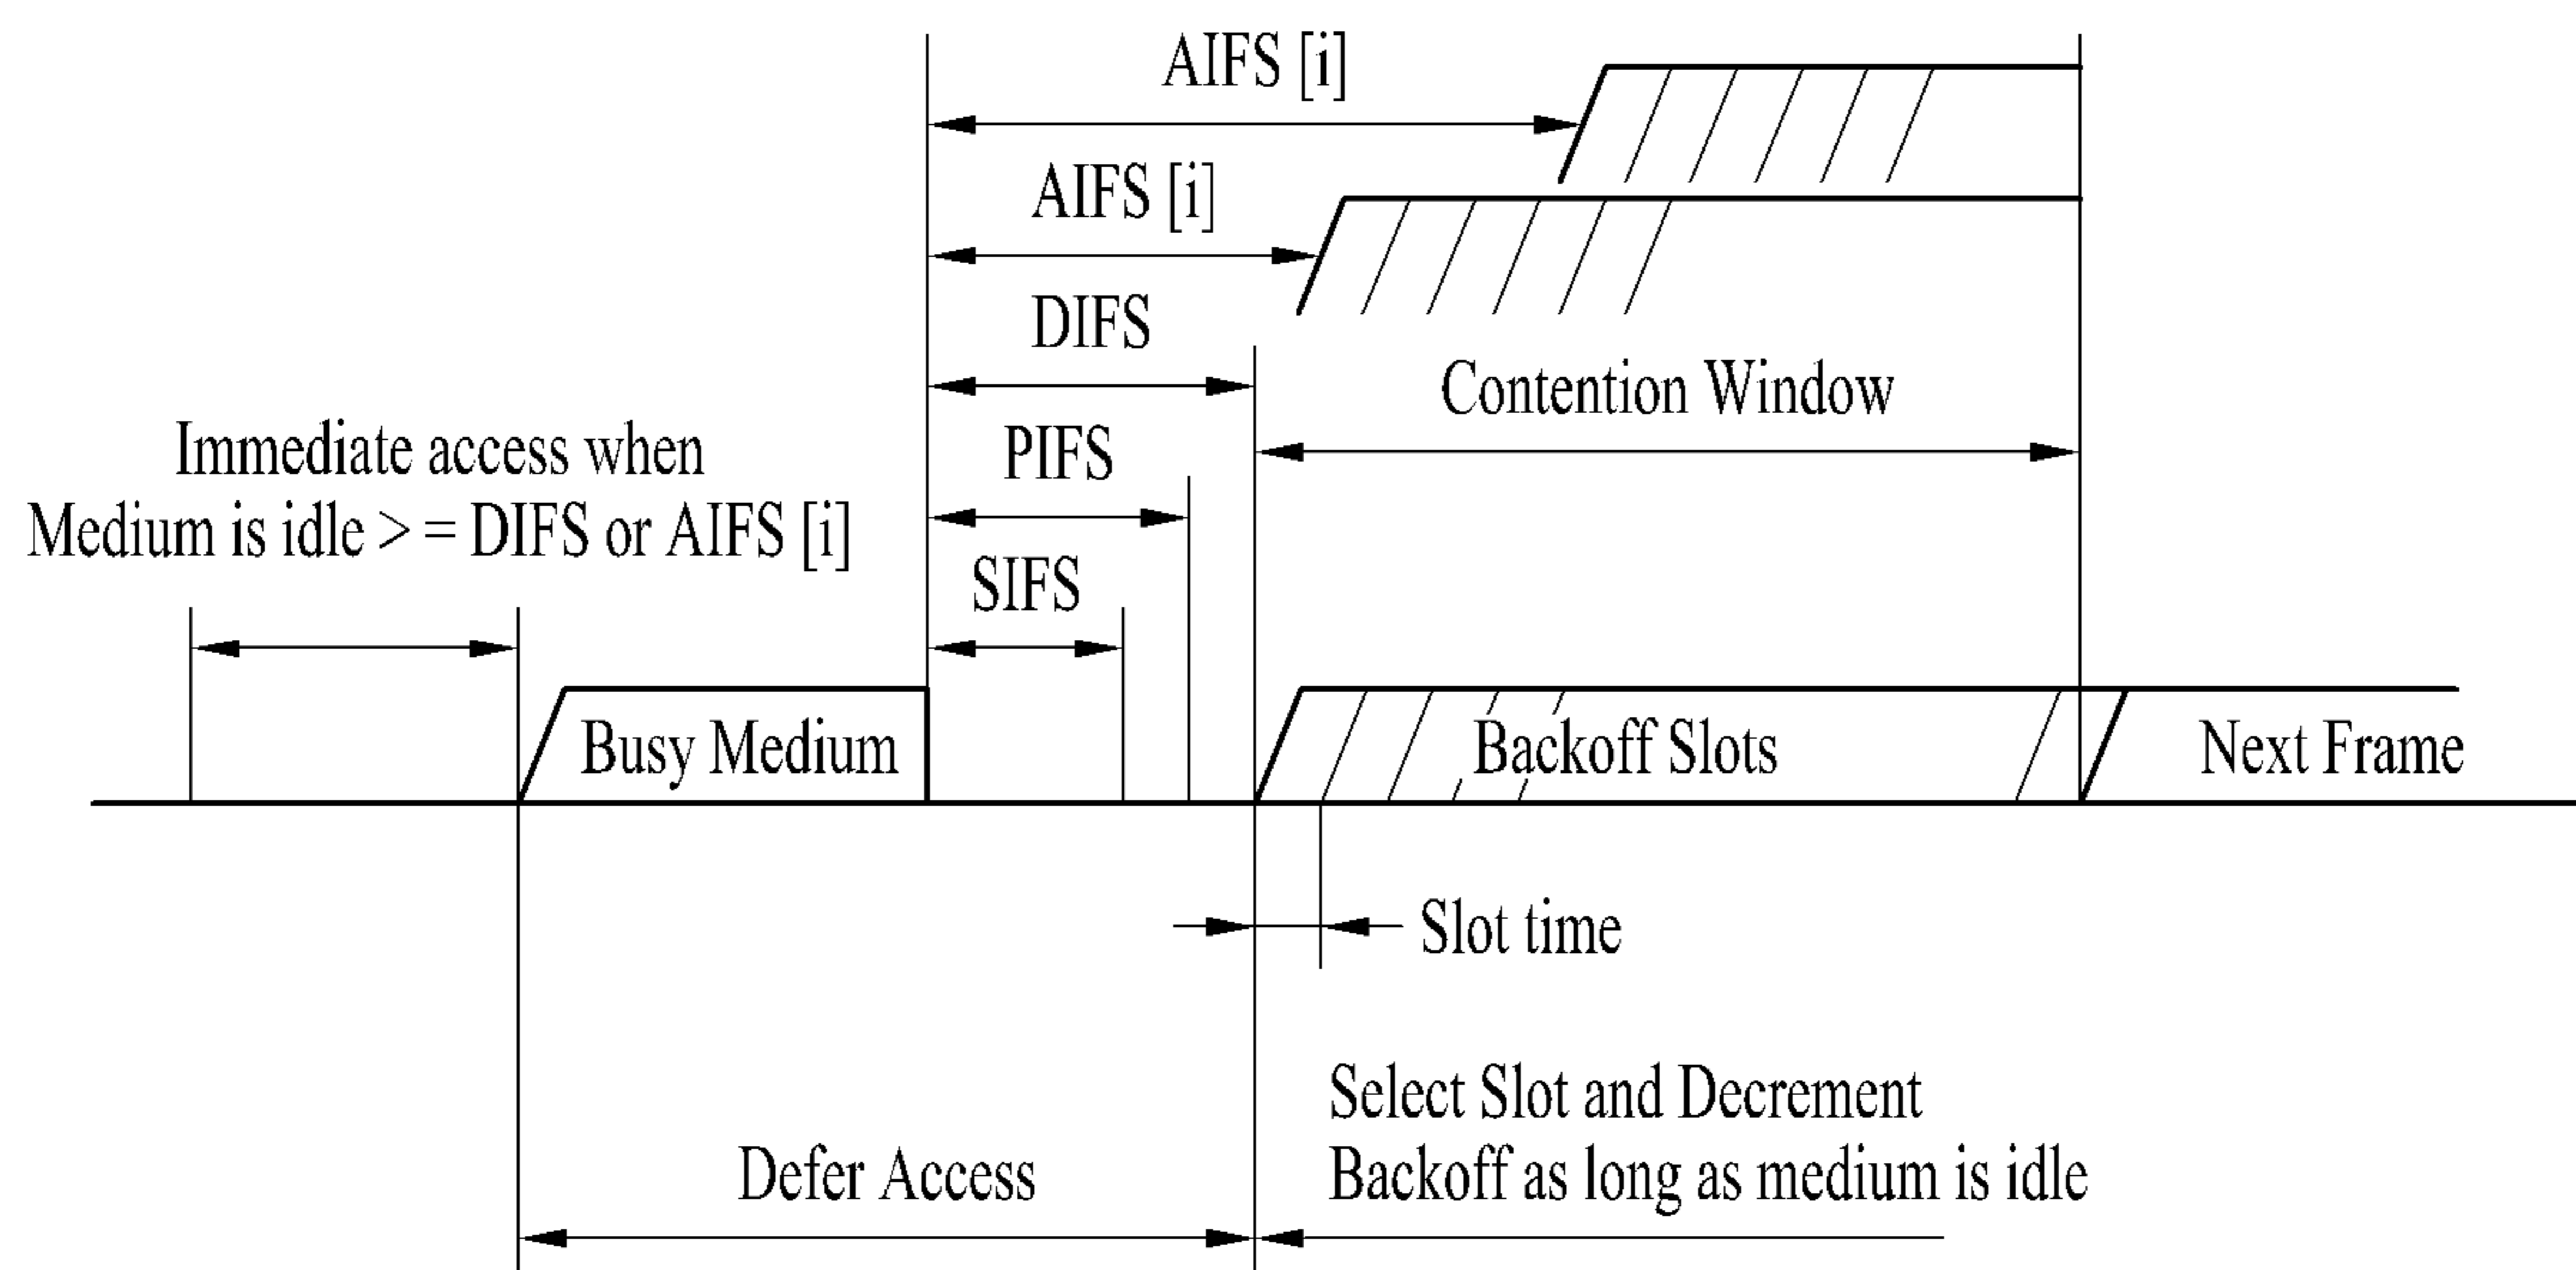 AIFS [i]
AIFS [i]
DIFS
Contention Window
Immediate access when
Medium is idle > = DIFS or AIFS [i]
PIFS
SIFS
Busy Medium
Backoff Slots
Next Frame
Slot time
Defer Access
Select Slot and Decrement
Backoff as long as medium is idle